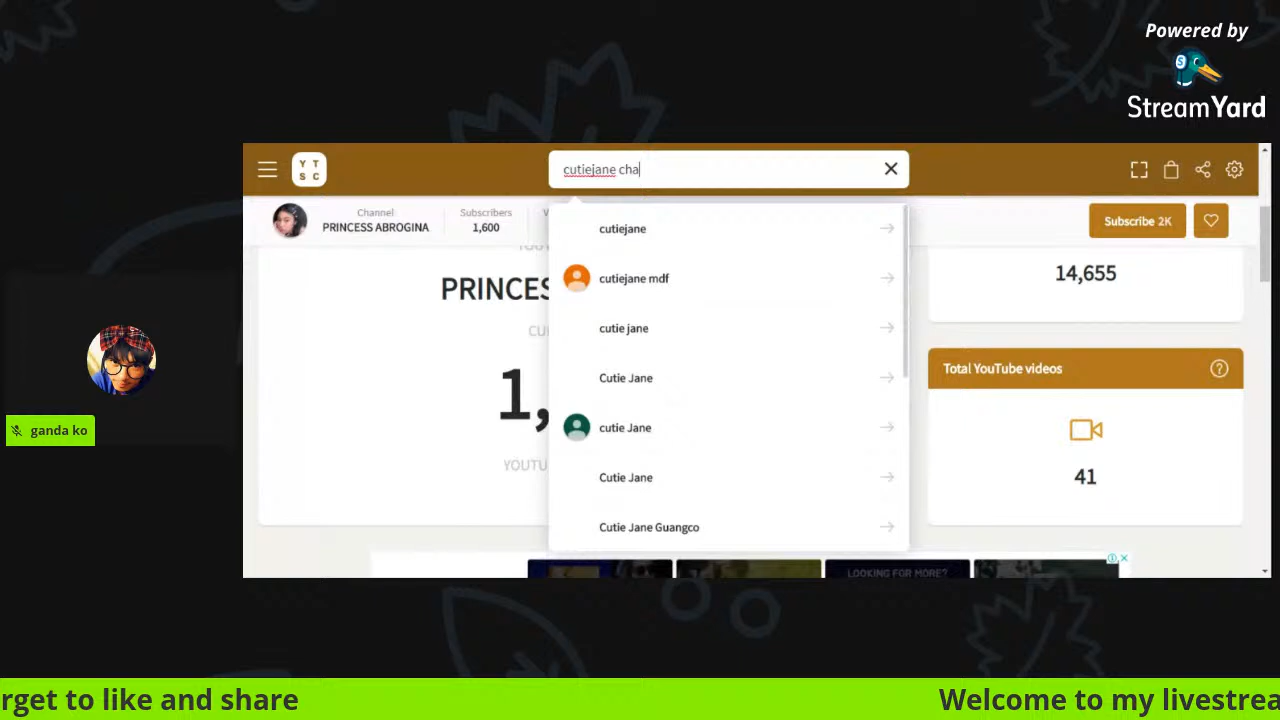 Powered by
StreamYard
Y T
S C
cutiejane cha
Channel
PRINCESS ABROGINA
Subscribers
1,600
V
Subscribe 2K
cutiejane
cutiejane mdf
cutie jane
Cutie Jane
cutie Jane
Cutie Jane
Cutie Jane Guangco
PRINCES
CU
1,
YOUTU
14,655
Total YouTube videos
41
LOOKING FOR MORE?
ganda ko
rget to like and share
Welcome to my livestrea